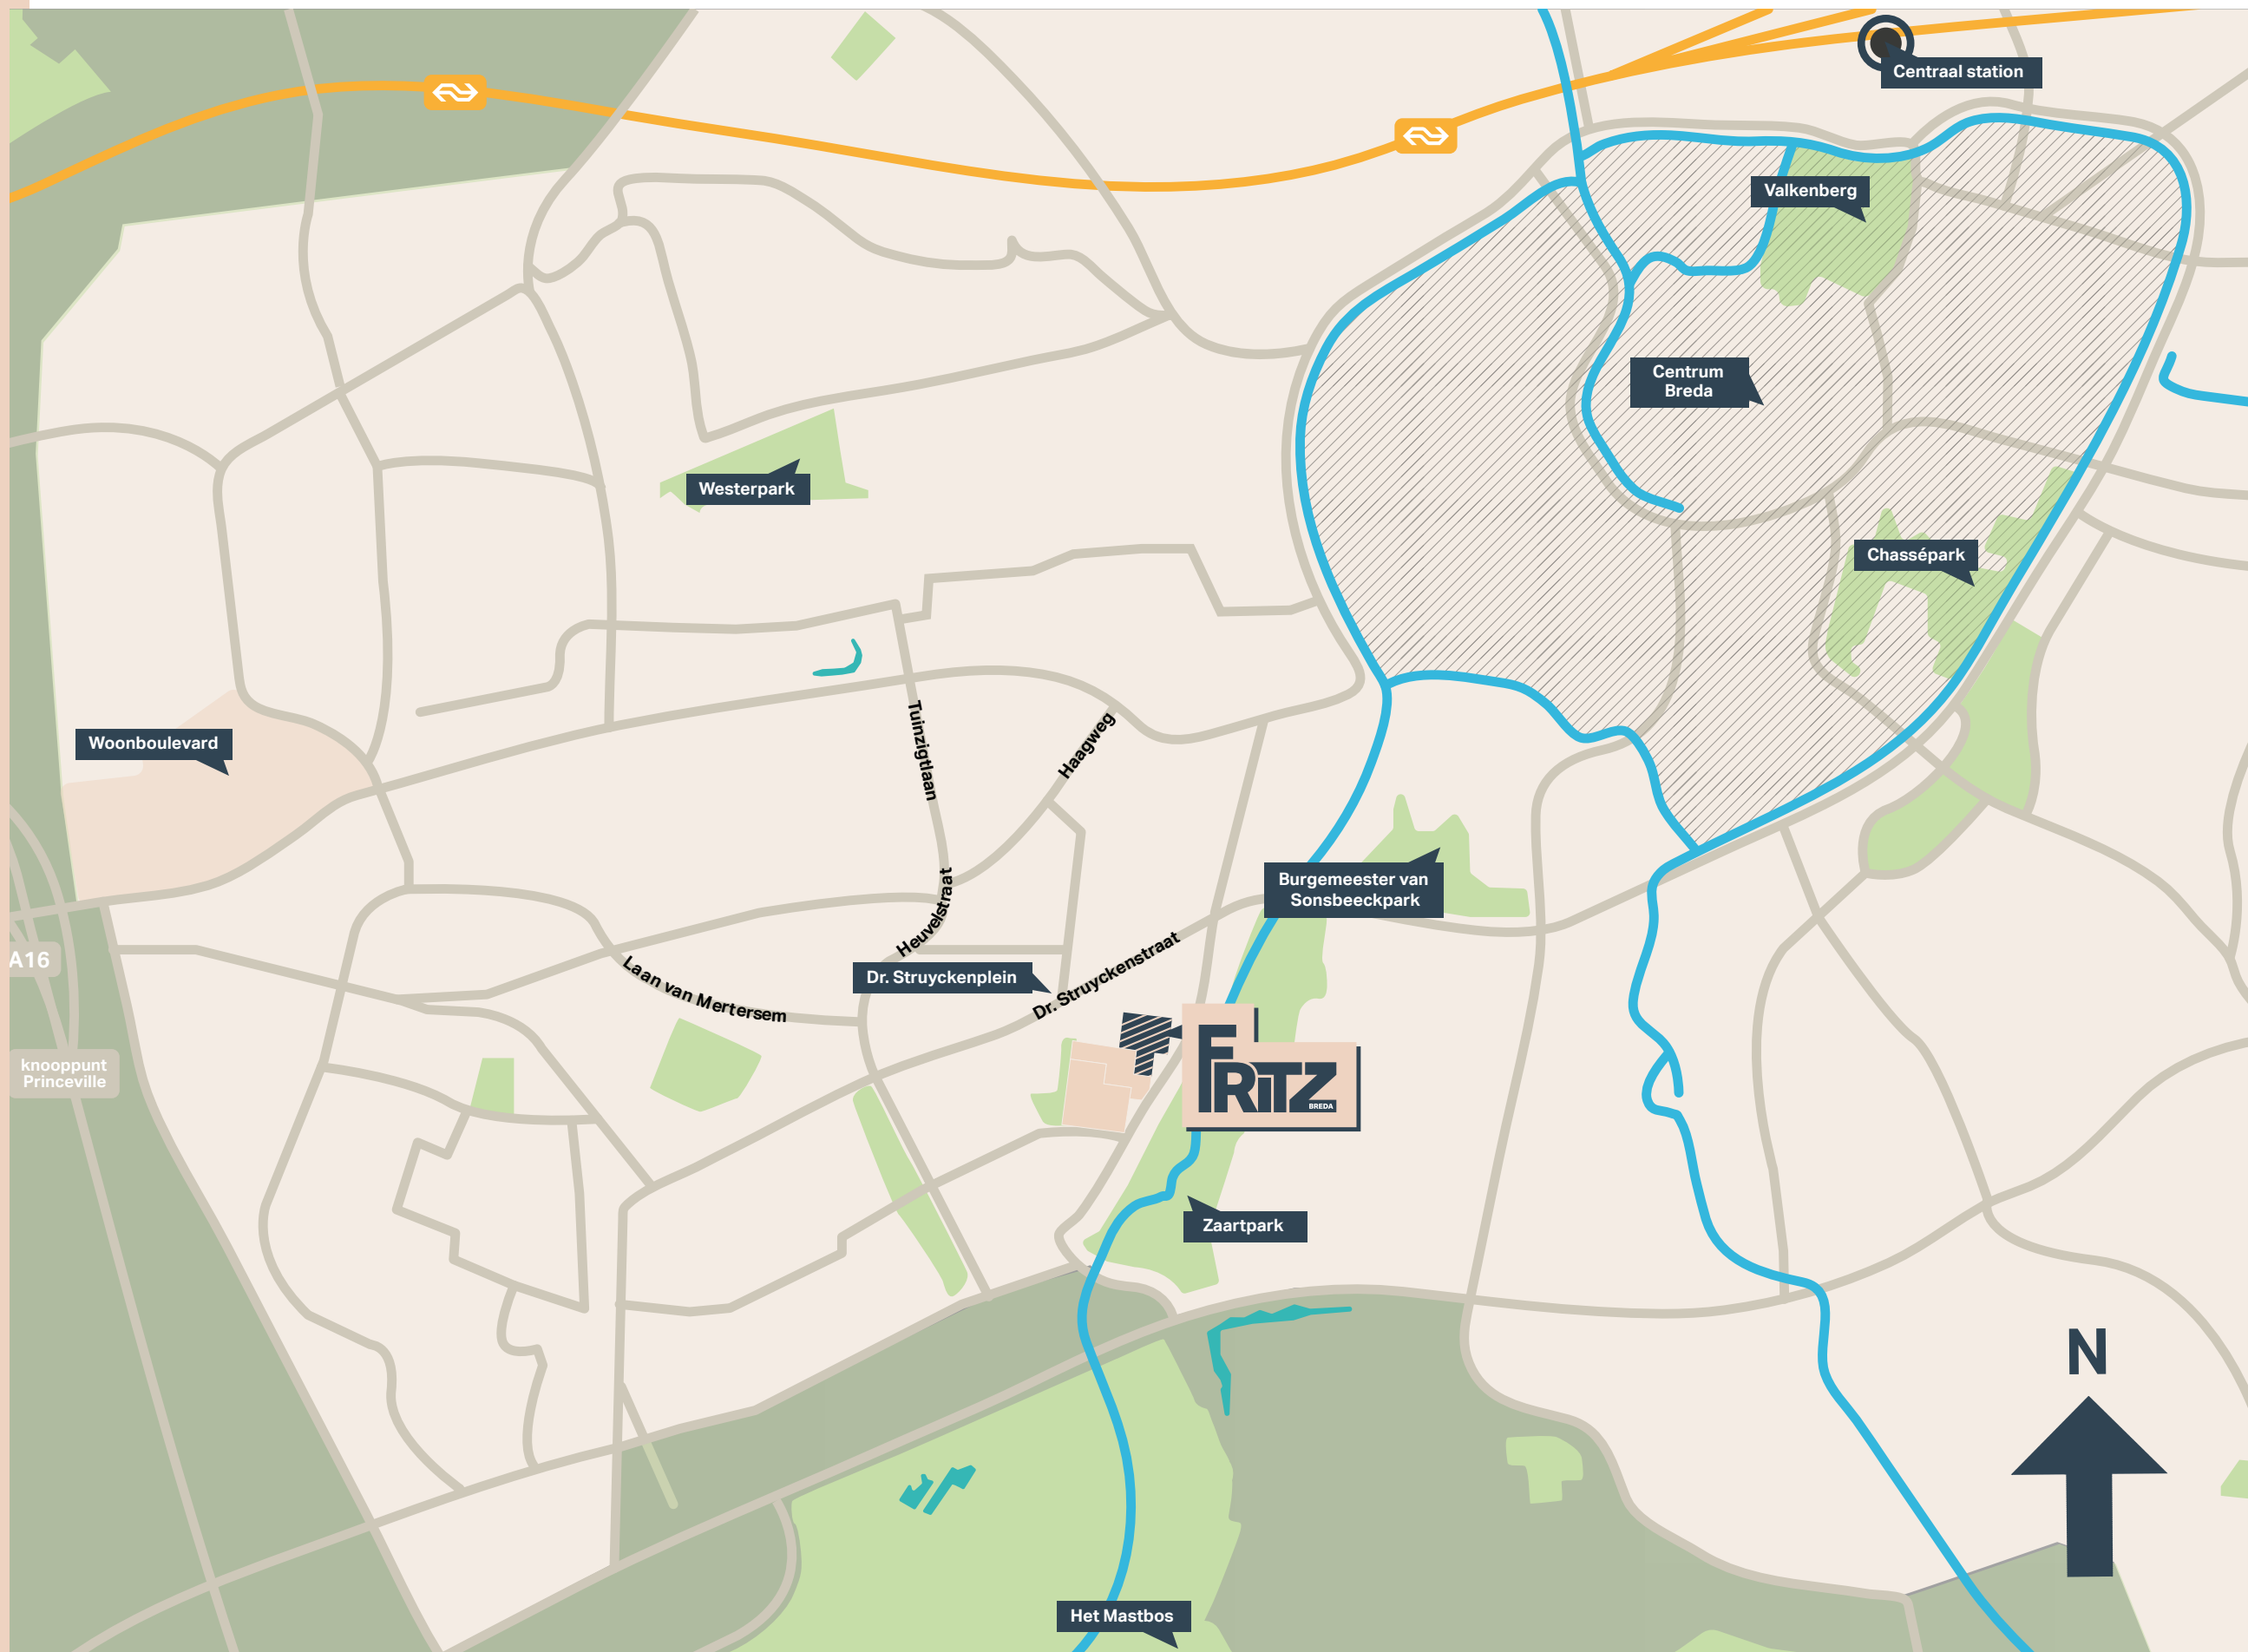 Centraal station
Valkenberg
Centrum
Breda
Westerpark
Chassépark
Woonboulevard
Tuinzigtlaan
Haagweg
Burgemeester van
Sonsbeeckpark
Heuvelstraat
Dr. Struyckenstraat
A16
Laan van Mertersem
Dr. Struyckenplein
FRiTZ
BREDA
knooppunt
Princeville
Zaartpark
N
Het Mastbos